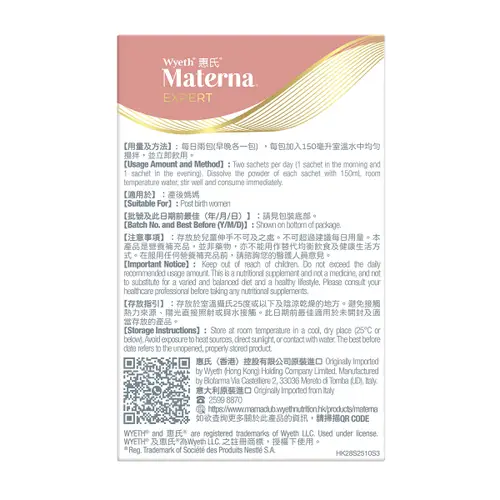 Wyeth® 惠氏®
Materna®
EXPERT
【用量及方法】: 每日兩包(早晚各一包) ，每包加入150毫升室溫水中均勻
攪拌，並立即飲用。
【Usage Amount and Method】: Two sachets per day (1 sachet in the morning and
1 sachet in the evening). Dissolve the powder of each sachet with 150mL room
temperature water, stir well and consume immediately.
【適用於】：產後媽媽
【Suitable For】: Post birth women
【批號及此日期前最佳（年/月/日）】：請見包裝底部。
【Batch No. and Best Before (Y/M/D)】: Shown on bottom of package.
【注意事項】：存放於兒童伸手不可及之處。不可超過建議每日用量。本
產品是營養補充品，並非藥物，亦不能用作替代均衡飲食及健康生活方
式。在服用任何營養補充品前，請諮詢您的醫護人員意見。
【Important Notice】: Keep out of reach of children. Do not exceed the daily
recommended usage amount. This is a nutritional supplement and not a medicine, and not
to substitute for a varied and balanced diet and a healthy lifestyle. Please consult your
healthcare professional before taking any nutritional supplements.
【存放指引】：存放於室溫攝氏25度或以下及陰涼乾燥的地方。避免接觸
熱力來源、陽光直接照射或與水接觸。此日期前最佳適用於未開封及適
當存放的產品。
【Storage Instructions】: Store at room temperature in a cool, dry place (25°C or
below). Avoid exposure to heat sources, direct sunlight, or contact with water. The best before
date refers to the unopened, properly stored product.
惠氏（香港）控股有限公司原裝進口 Originally Imported
by Wyeth (Hong Kong) Holding Company Limited, Manufactured
by Biofarma Via Castelliere 2, 33036 Mereto di Tomba (UD), Italy.
意大利原裝進口 Originally Imported from Italy
2599 8870
https://www.mamaclub.wyethnutrition.hk/products/materna
如欲查詢更多關於此產品的資訊，請掃描QR CODE
WYETH® and 惠氏® are registered trademarks of Wyeth LLC. Used under license.
WYETH® 及惠氏®為Wyeth LLC. 之註冊商標，授權下使用。
®Reg. Trademark of Société des Produits Nestlé S.A.
HK28S2510S3